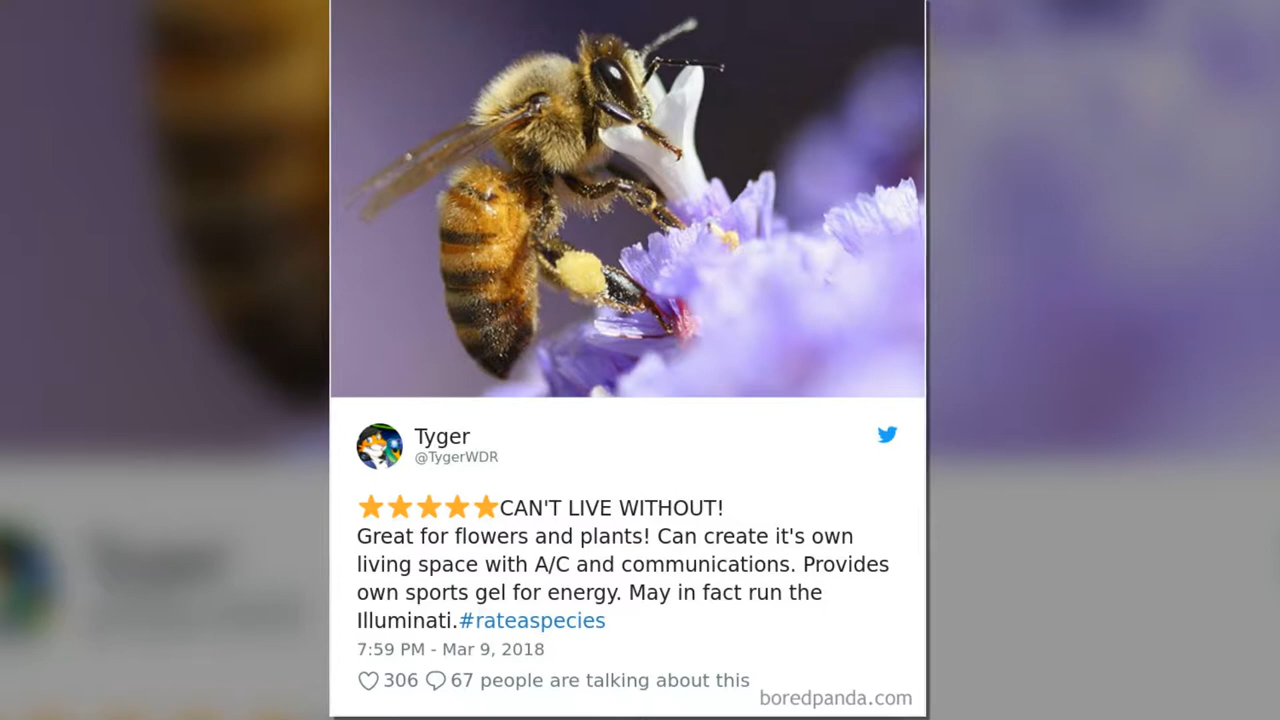 Tyger
@TygerWDR
⭐⭐⭐⭐⭐CAN'T LIVE WITHOUT!
Great for flowers and plants! Can create it's own
living space with A/C and communications. Provides
own sports gel for energy. May in fact run the
Illuminati.#rateaspecies
7:59 PM - Mar 9, 2018
306 67 people are talking about this
boredpanda.com